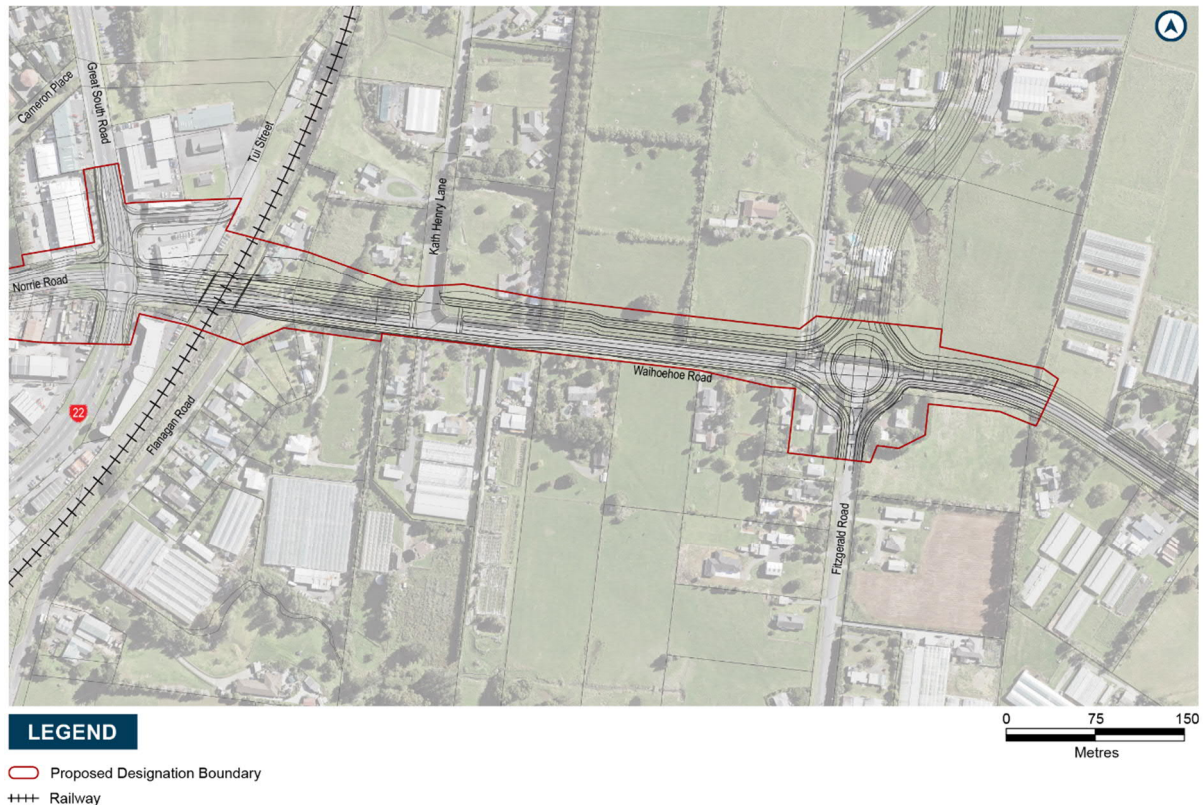 Cameron Place
Great South Road
Tui Street
Kath Henry Lane
Norrie Road
Waihoehoe Road
22
Flanagan Road
Fitzgerald Road
LEGEND
0 75 150
Metres
Proposed Designation Boundary
Railway